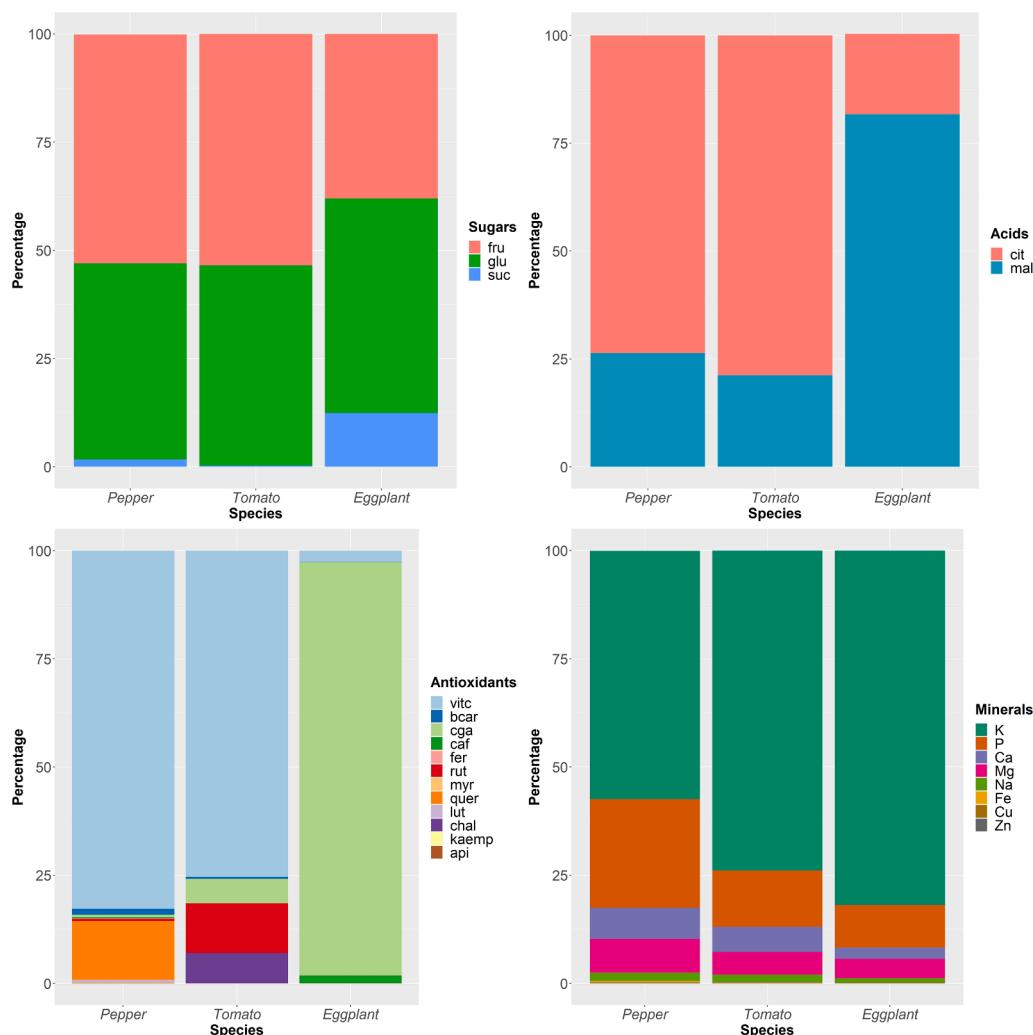 100
75
50
25
0
Percentage
Pepper
Tomato
Eggplant
Species
Sugars
fru
glu
suc
100
75
50
25
0
Percentage
Pepper
Tomato
Eggplant
Species
Acids
cit
mal
100
75
50
25
0
Percentage
Pepper
Tomato
Eggplant
Species
Antioxidants
vitc
bcar
cga
caf
fer
rut
myr
quer
lut
chal
kaemp
api
100
75
50
25
0
Percentage
Pepper
Tomato
Eggplant
Species
Minerals
K
P
Ca
Mg
Na
Fe
Cu
Zn